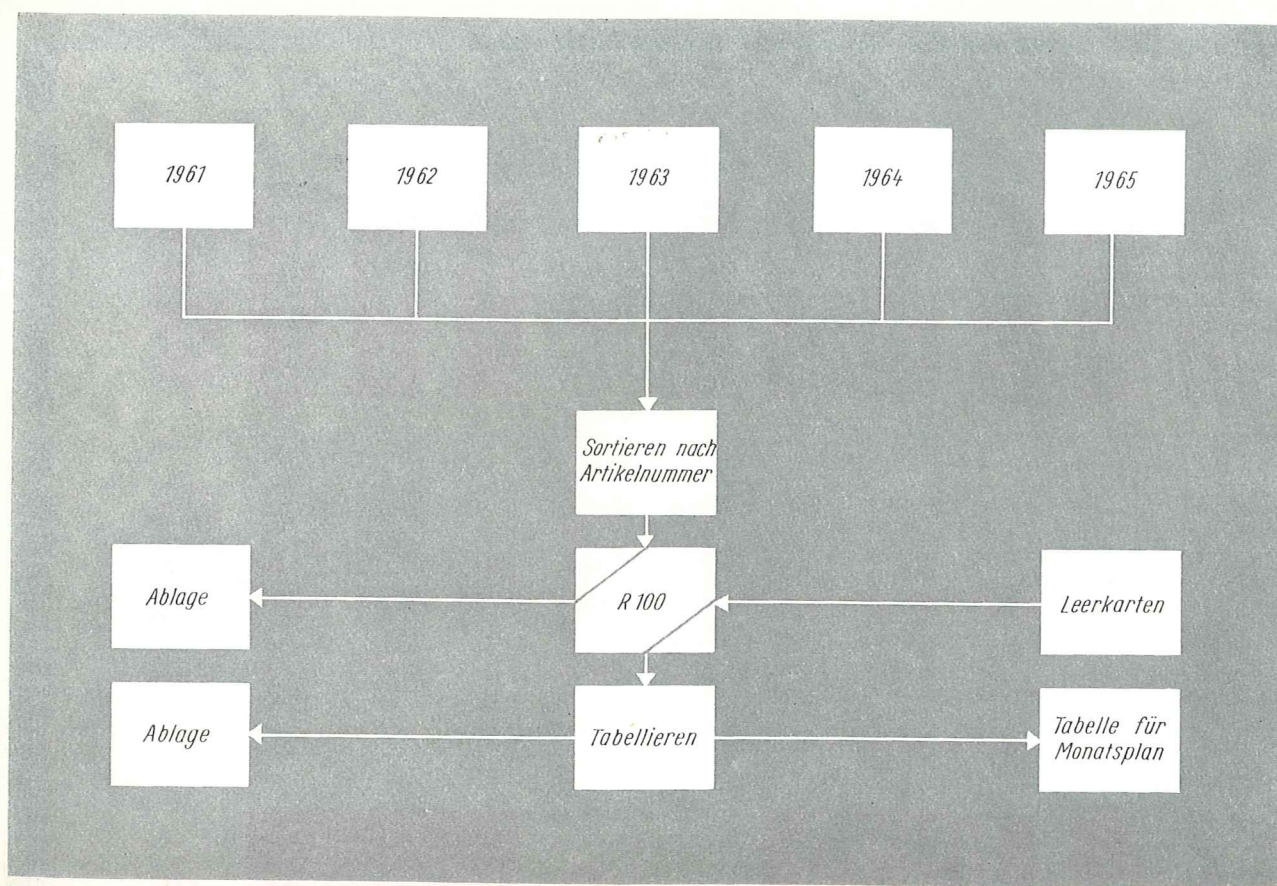 1961
1962
1963
1964
1965
Sortieren nach
Artikelnummer
Ablage
R 100
Leerkarten
Ablage
Tabellieren
Tabelle für
Monatsplan